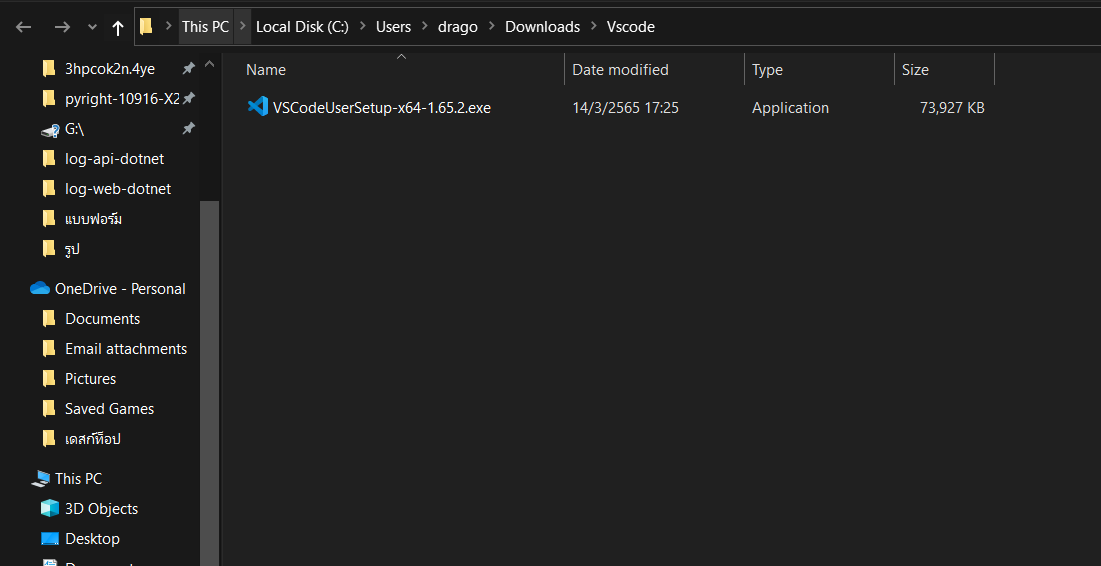 This PC > Local Disk (C:) > Users > drago > Downloads > Vscode
Name Date modified Type Size
VSCodeUserSetup-x64-1.65.2.exe 14/3/2565 17:25 Application 73,927 KB
3hpcok2n.4ye
pyright-10916-X2
G:\
log-api-dotnet
log-web-dotnet
แบบฟอร์ม
รูป
OneDrive - Personal
Documents
Email attachments
Pictures
Saved Games
เดสก์ท็อป
This PC
3D Objects
Desktop